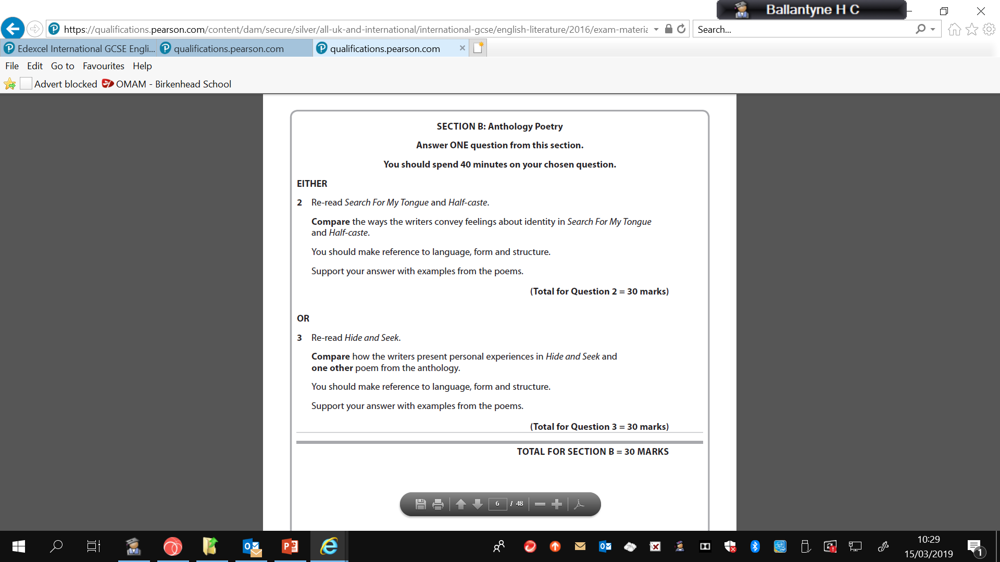 Ballantyne H C
https://qualifications.pearson.com/content/dam/secure/silver/all-uk-and-international/international-gcse/english-literature/2016/exam-materia
Search...
Edexcel International GCSE Engli...
qualifications.pearson.com
qualifications.pearson.com
File Edit Go to Favourites Help
Advert blocked OMAM - Birkenhead School
SECTION B: Anthology Poetry
Answer ONE question from this section.
You should spend 40 minutes on your chosen question.
EITHER
2 Re-read Search For My Tongue and Half-caste.
Compare the ways the writers convey feelings about identity in Search For My Tongue
and Half-caste.
You should make reference to language, form and structure.
Support your answer with examples from the poems.
(Total for Question 2 = 30 marks)
OR
3 Re-read Hide and Seek.
Compare how the writers present personal experiences in Hide and Seek and
one other poem from the anthology.
You should make reference to language, form and structure.
Support your answer with examples from the poems.
(Total for Question 3 = 30 marks)
TOTAL FOR SECTION B = 30 MARKS
6 / 48
10:29
15/03/2019
1